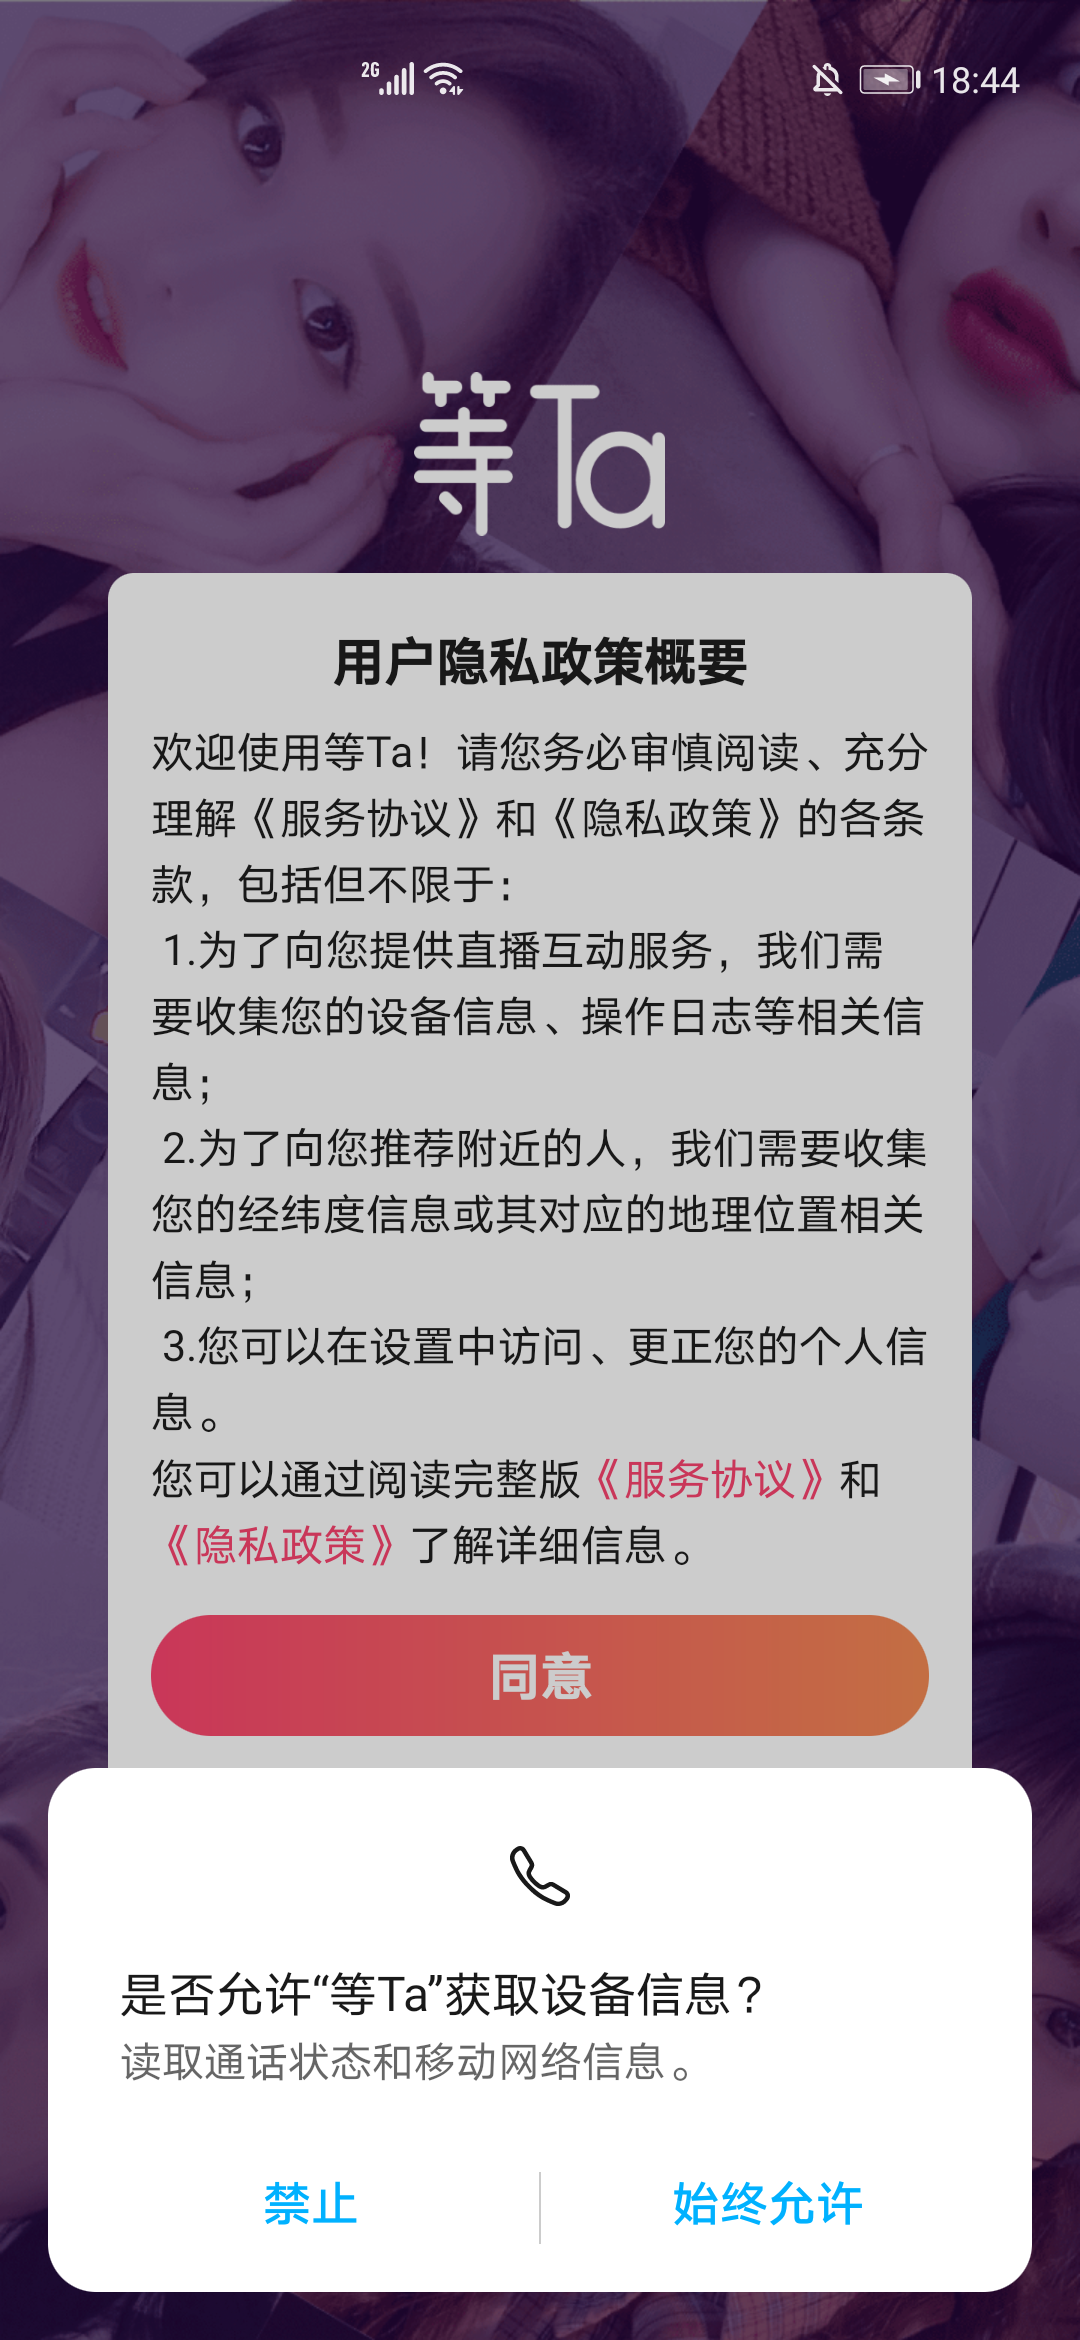 2G
18:44
等Ta
用户隐私政策概要
欢迎使用等Ta！请您务必审慎阅读、充分
理解《服务协议》和《隐私政策》的各条
款，包括但不限于：
1.为了向您提供直播互动服务，我们需
要收集您的设备信息、操作日志等相关信
息；
2.为了向您推荐附近的人，我们需要收集
您的经纬度信息或其对应的地理位置相关
信息；
3.您可以在设置中访问、更正您的个人信
息。
您可以通过阅读完整版《服务协议》和
《隐私政策》了解详细信息。
同意
是否允许“等Ta”获取设备信息？
读取通话状态和移动网络信息。
禁止
始终允许